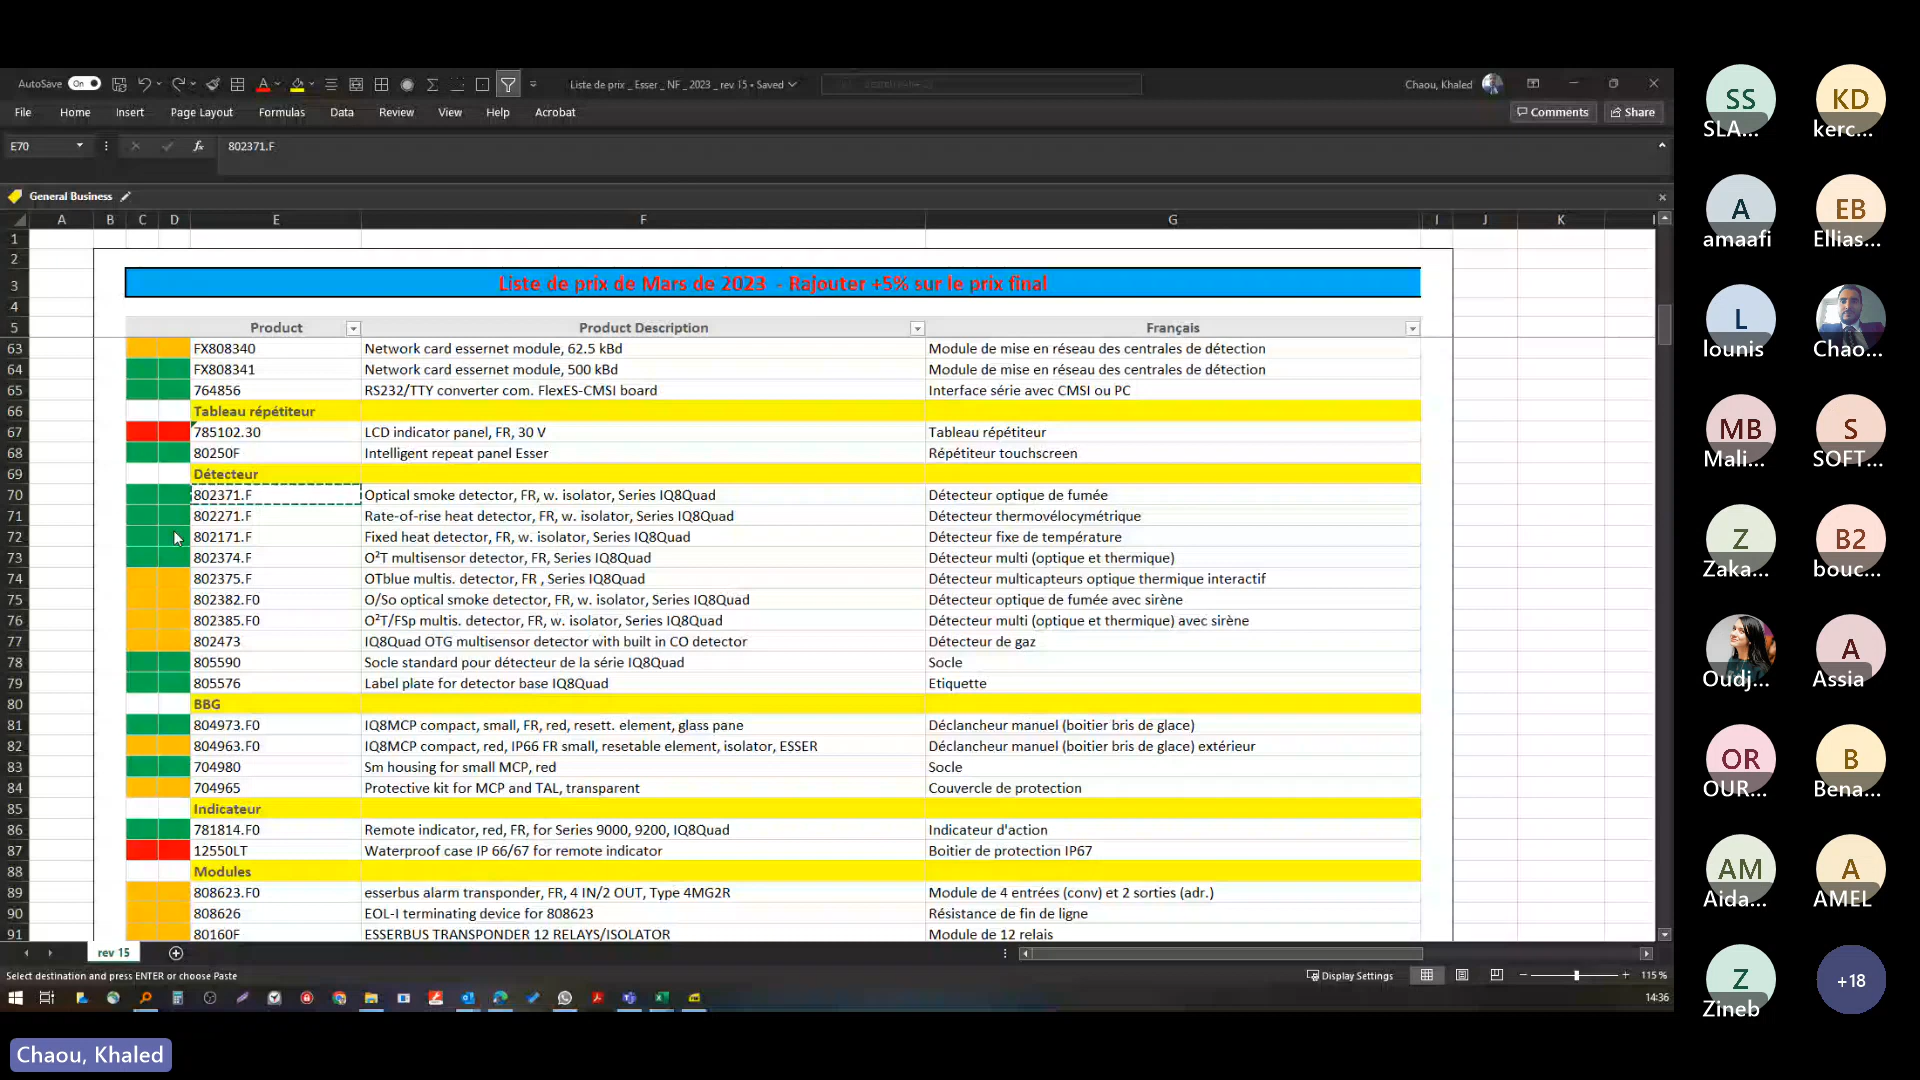 AutoSave On
Liste de prix _ Esser _ NF _ 2023 _ rev 15 • Saved
Chaou, Khaled
File Home Insert Page Layout Formulas Data Review View Help Acrobat
Comments Share
E70 fx 802371.F
General Business
A B C D E F G I J K
1
2
3 Liste de prix de Mars de 2023 - Rajouter +5% sur le prix final
4
5 Product Product Description Français
63 FX808340 Network card essernet module, 62.5 kBd Module de mise en réseau des centrales de détection
64 FX808341 Network card essernet module, 500 kBd Module de mise en réseau des centrales de détection
65 764856 RS232/TTY converter com. FlexES-CMSI board Interface série avec CMSI ou PC
66 Tableau répétiteur
67 785102.30 LCD indicator panel, FR, 30 V Tableau répétiteur
68 80250F Intelligent repeat panel Esser Répétiteur touchscreen
69 Détecteur
70 802371.F Optical smoke detector, FR, w. isolator, Series IQ8Quad Détecteur optique de fumée
71 802271.F Rate-of-rise heat detector, FR, w. isolator, Series IQ8Quad Détecteur thermovélocymétrique
72 802171.F Fixed heat detector, FR, w. isolator, Series IQ8Quad Détecteur fixe de température
73 802374.F O²T multisensor detector, FR, Series IQ8Quad Détecteur multi (optique et thermique)
74 802375.F OTblue multis. detector, FR , Series IQ8Quad Détecteur multicapteurs optique thermique interactif
75 802382.F0 O/So optical smoke detector, FR, w. isolator, Series IQ8Quad Détecteur optique de fumée avec sirène
76 802385.F0 O²T/FSp multis. detector, FR, w. isolator, Series IQ8Quad Détecteur multi (optique et thermique) avec sirène
77 802473 IQ8Quad OTG multisensor detector with built in CO detector Détecteur de gaz
78 805590 Socle standard pour détecteur de la série IQ8Quad Socle
79 805576 Label plate for detector base IQ8Quad Etiquette
80 BBG
81 804973.F0 IQ8MCP compact, small, FR, red, resett. element, glass pane Déclancheur manuel (boitier bris de glace)
82 804963.F0 IQ8MCP compact, red, IP66 FR small, resetable element, isolator, ESSER Déclancheur manuel (boitier bris de glace) extérieur
83 704980 Sm housing for small MCP, red Socle
84 704965 Protective kit for MCP and TAL, transparent Couvercle de protection
85 Indicateur
86 781814.F0 Remote indicator, red, FR, for Series 9000, 9200, IQ8Quad Indicateur d'action
87 12550LT Waterproof case IP 66/67 for remote indicator Boitier de protection IP67
88 Modules
89 808623.F0 esserbus alarm transponder, FR, 4 IN/2 OUT, Type 4MG2R Module de 4 entrées (conv) et 2 sorties (adr.)
90 808626 EOL-I terminating device for 808623 Résistance de fin de ligne
91 80160F ESSERBUS TRANSPONDER 12 RELAYS/ISOLATOR Module de 12 relais
rev 15
Select destination and press ENTER or choose Paste
Display Settings
115 %
14:36
Chaou, Khaled
SS KD
SLA... kerc...
A EB
amaafi Ellias...
L
lounis Chao...
MB S
Mali... SOFT...
Z B2
Zaka... bouc...
A
Oudj... Assia
OR B
OUR... Bena...
AM A
Aida... AMEL
Z +18
Zineb